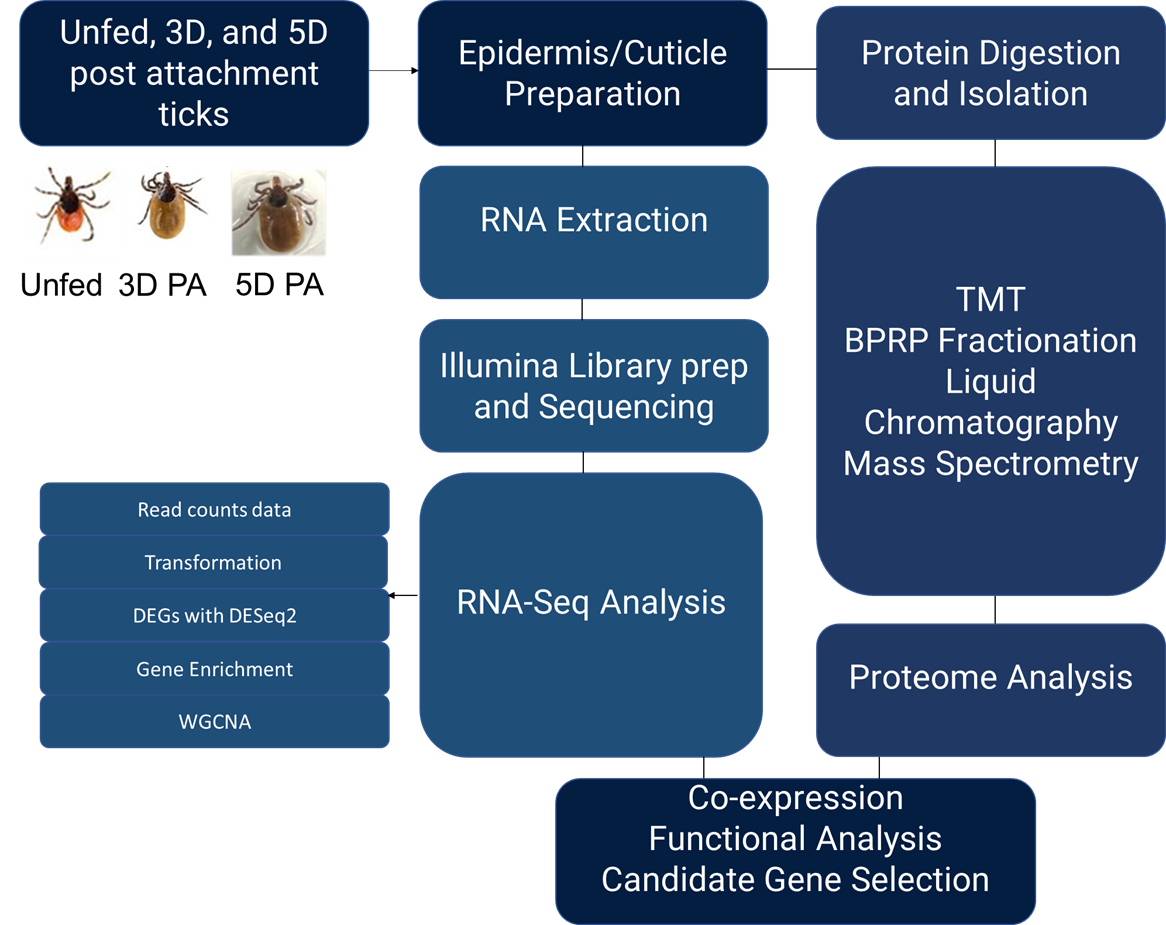 Unfed, 3D, and 5D
post attachment
ticks
Epidermis/Cuticle
Preparation
Protein Digestion
and Isolation
Unfed
3D PA
5D PA
RNA Extraction
Illumina Library prep
and Sequencing
TMT
BPRP Fractionation
Liquid
Chromatography
Mass Spectrometry
Read counts data
Transformation
DEGs with DESeq2
Gene Enrichment
WGCNA
RNA-Seq Analysis
Proteome Analysis
Co-expression
Functional Analysis
Candidate Gene Selection